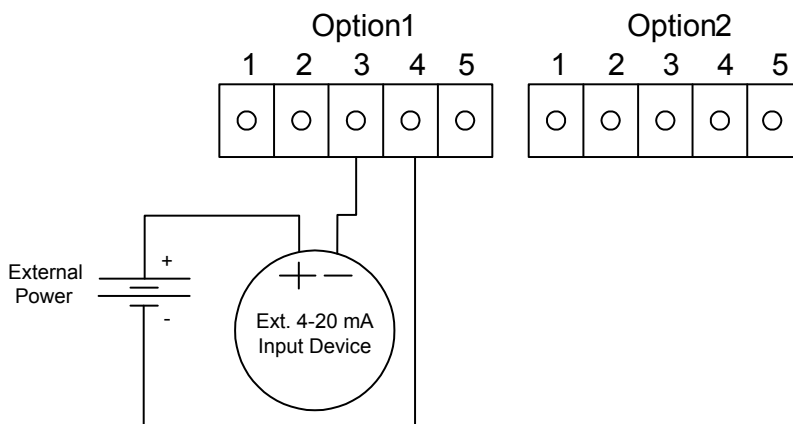 Option1
Option2
1 2 3 4 5
1 2 3 4 5
External
Power
+
-
+ −
Ext. 4-20 mA
Input Device